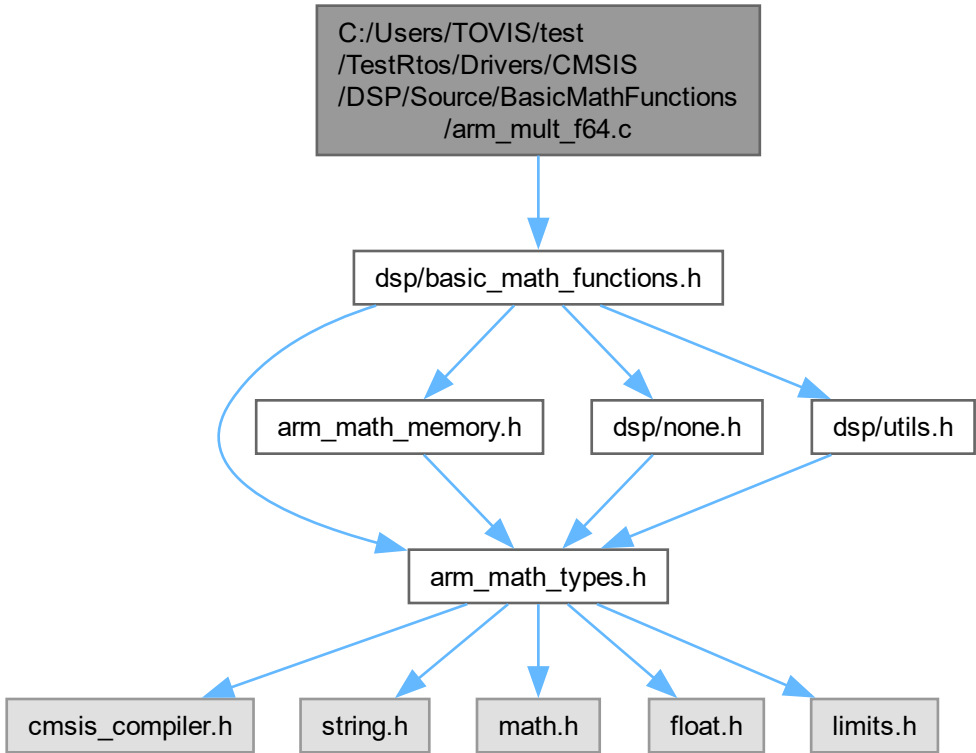 C:/Users/TOVIS/test
/TestRtos/Drivers/CMSIS
/DSP/Source/BasicMathFunctions
/arm_mult_f64.c
dsp/basic_math_functions.h
arm_math_memory.h
dsp/none.h
dsp/utils.h
arm_math_types.h
cmsis_compiler.h
string.h
math.h
float.h
limits.h